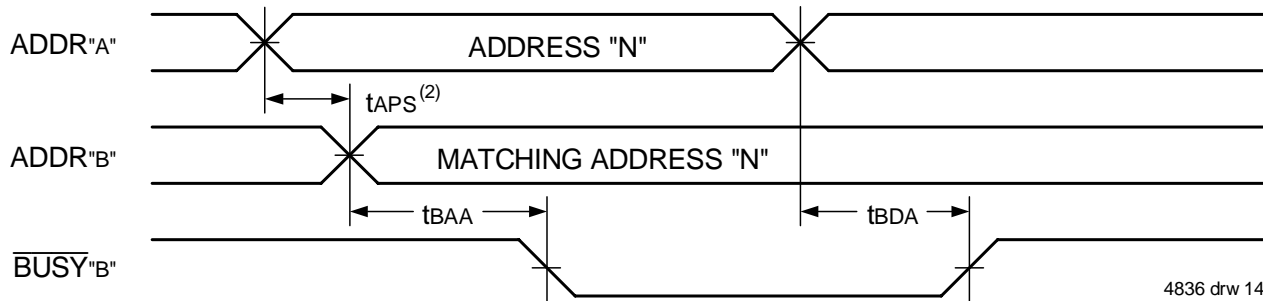 ADDR"A"
ADDRESS "N"
tAPS(2)
ADDR"B"
MATCHING ADDRESS "N"
tBAA
tBDA
BUSY"B"
4836 drw 14